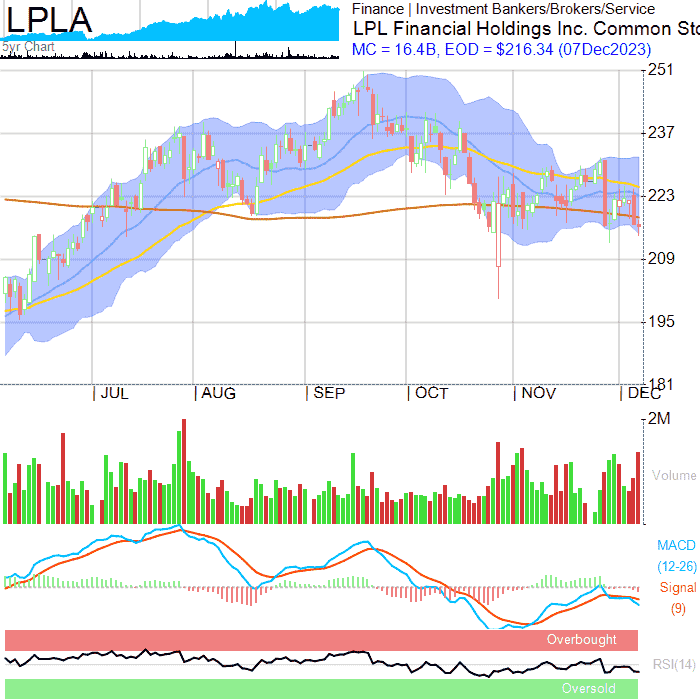 LPLA
5yr Chart
Finance | Investment Bankers/Brokers/Service
LPL Financial Holdings Inc. Common Sto
MC = 16.4B, EOD = $216.34 (07Dec2023)
251
237
223
209
195
181
JUL AUG SEP OCT NOV DEC
2M
Volume
MACD
(12-26)
Signal
(9)
Overbought
RSI(14)
Oversold